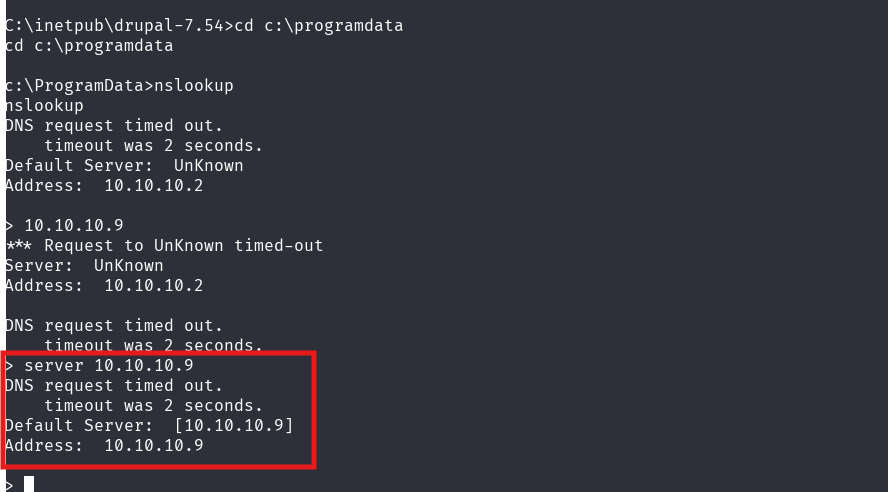 C:\inetpub\drupal-7.54>cd c:\programdata
cd c:\programdata
c:\ProgramData>nslookup
nslookup
DNS request timed out.
    timeout was 2 seconds.
Default Server:  UnKnown
Address:  10.10.10.2
> 10.10.10.9
*** Request to UnKnown timed-out
Server:  UnKnown
Address:  10.10.10.2
DNS request timed out.
    timeout was 2 seconds.
> server 10.10.10.9
DNS request timed out.
    timeout was 2 seconds.
Default Server:  [10.10.10.9]
Address:  10.10.10.9
>